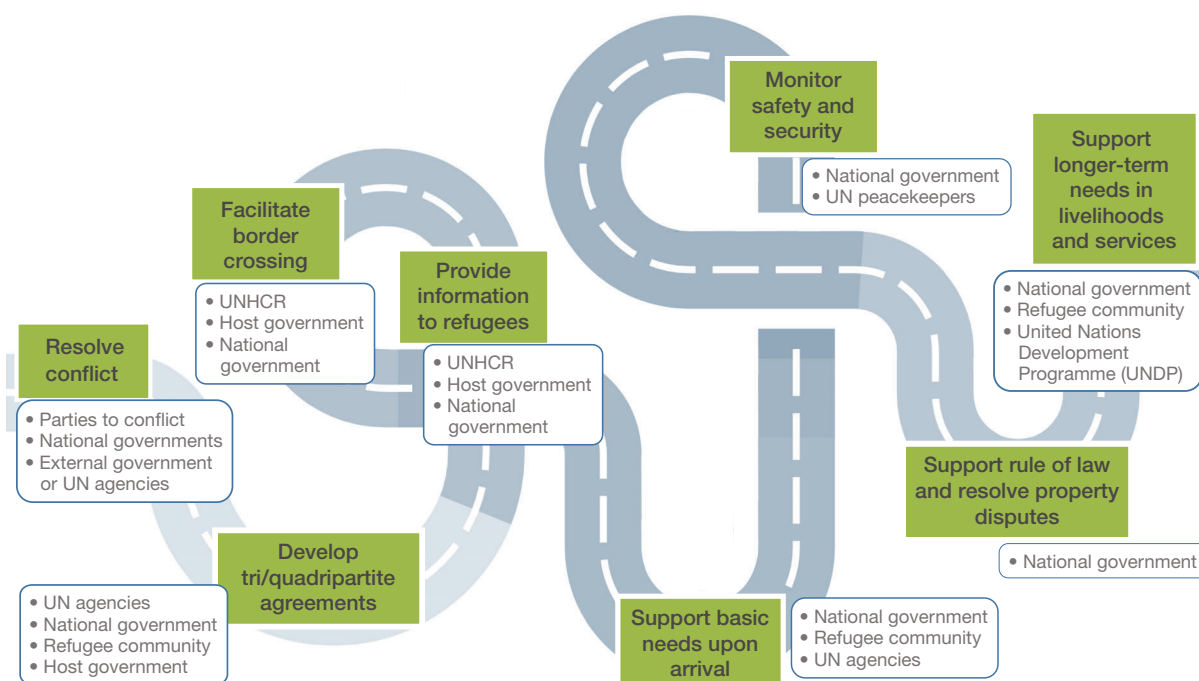 Resolve
conflict
• Parties to conflict
• National governments
• External government
or UN agencies
Develop
tri/quadripartite
agreements
• UN agencies
• National government
• Refugee community
• Host government
Facilitate
border
crossing
• UNHCR
• Host government
• National
government
Provide
information
to refugees
• UNHCR
• Host government
• National
government
Support basic
needs upon
arrival
• National government
• Refugee community
• UN agencies
Monitor
safety and
security
• National government
• UN peacekeepers
Support rule of law
and resolve property
disputes
• National government
Support
longer-term
needs in
livelihoods
and services
• National government
• Refugee community
• United Nations
Development
Programme (UNDP)